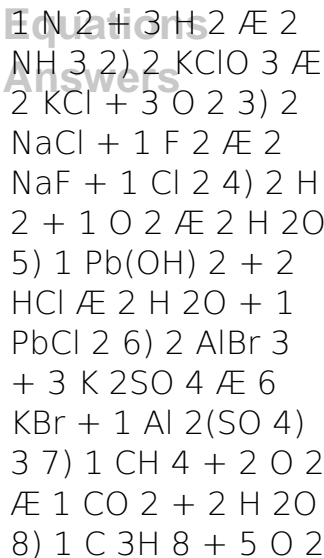 Equations
Answers
1 N 2 + 3 H 2 Æ 2
NH 3 2) 2 KClO 3 Æ
2 KCl + 3 O 2 3) 2
NaCl + 1 F 2 Æ 2
NaF + 1 Cl 2 4) 2 H
2 + 1 O 2 Æ 2 H 2O
5) 1 Pb(OH) 2 + 2
HCl Æ 2 H 2O + 1
PbCl 2 6) 2 AlBr 3
+ 3 K 2SO 4 Æ 6
KBr + 1 Al 2(SO 4)
3 7) 1 CH 4 + 2 O 2
Æ 1 CO 2 + 2 H 2O
8) 1 C 3H 8 + 5 O 2